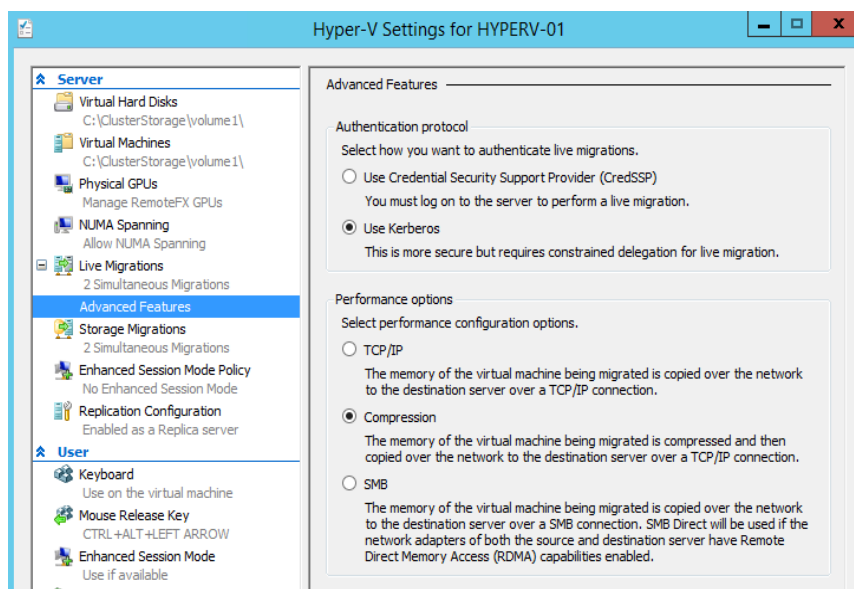 Hyper-V Settings for HYPERV-01
x
Server
Virtual Hard Disks
C:\ClusterStorage\volume1\
Virtual Machines
C:\ClusterStorage\volume1\
Physical GPUs
Manage RemoteFX GPUs
NUMA Spanning
Allow NUMA Spanning
Live Migrations
2 Simultaneous Migrations
Advanced Features
Storage Migrations
2 Simultaneous Migrations
Enhanced Session Mode Policy
No Enhanced Session Mode
Replication Configuration
Enabled as a Replica server
User
Keyboard
Use on the virtual machine
Mouse Release Key
CTRL+ALT+LEFT ARROW
Enhanced Session Mode
Use if available
Advanced Features
Authentication protocol
Select how you want to authenticate live migrations.
Use Credential Security Support Provider (CredSSP)
You must log on to the server to perform a live migration.
Use Kerberos
This is more secure but requires constrained delegation for live migration.
Performance options
Select performance configuration options.
TCP/IP
The memory of the virtual machine being migrated is copied over the network
to the destination server over a TCP/IP connection.
Compression
The memory of the virtual machine being migrated is compressed and then
copied over the network to the destination server over a TCP/IP connection.
SMB
The memory of the virtual machine being migrated is copied over the network
to the destination server over a SMB connection. SMB Direct will be used if the
network adapters of both the source and destination server have Remote
Direct Memory Access (RDMA) capabilities enabled.